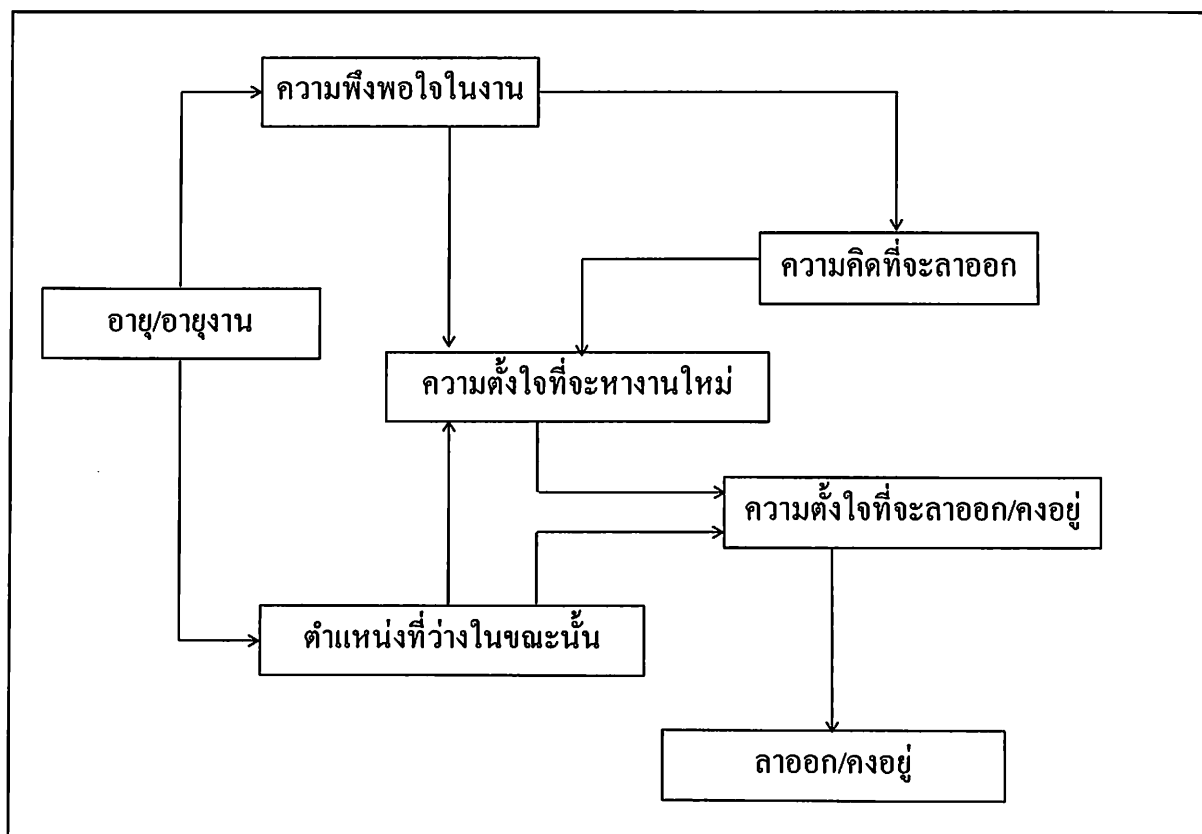 ความพึงพอใจในงาน
ความคิดที่จะลาออก
อายุ/อายุงาน
ความตั้งใจที่จะหางานใหม่
ความตั้งใจที่จะลาออก/คงอยู่
ตำแหน่งที่ว่างในขณะนั้น
ลาออก/คงอยู่